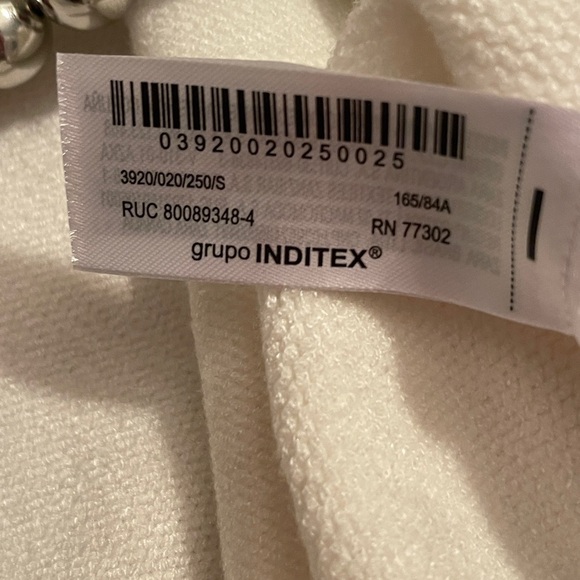 03920020250025
3920/020/250/S
165/84A
RUC 80089348-4
RN 77302
grupo INDITEX®